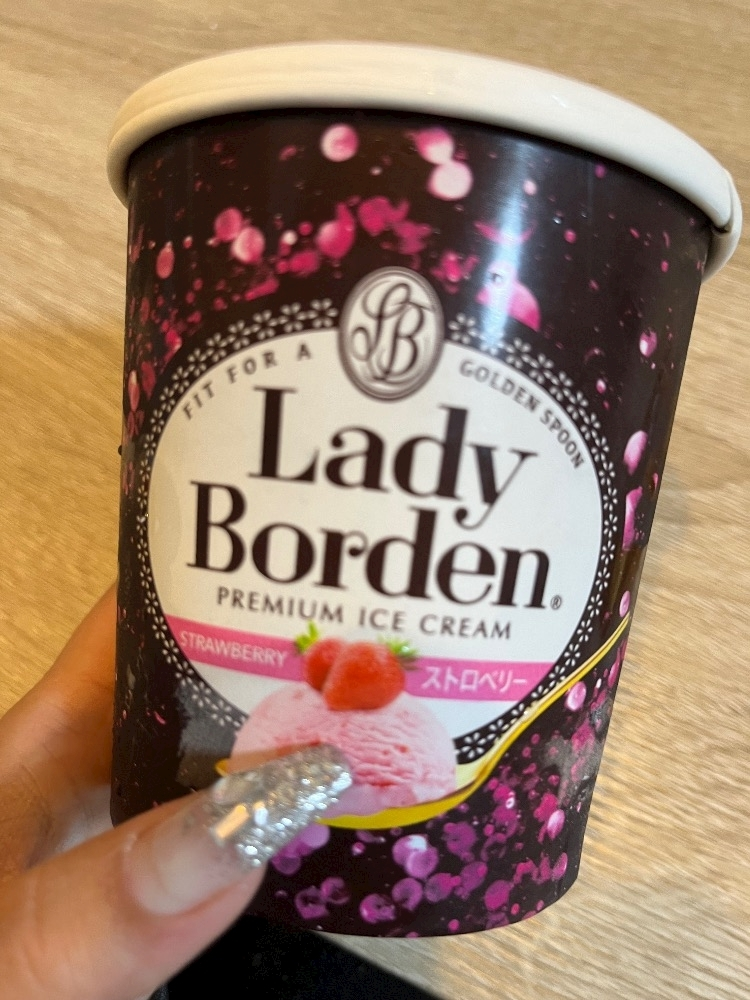 LB
FIT FOR A GOLDEN SPOON
Lady
Borden®
PREMIUM ICE CREAM
STRAWBERRY ストロベリー